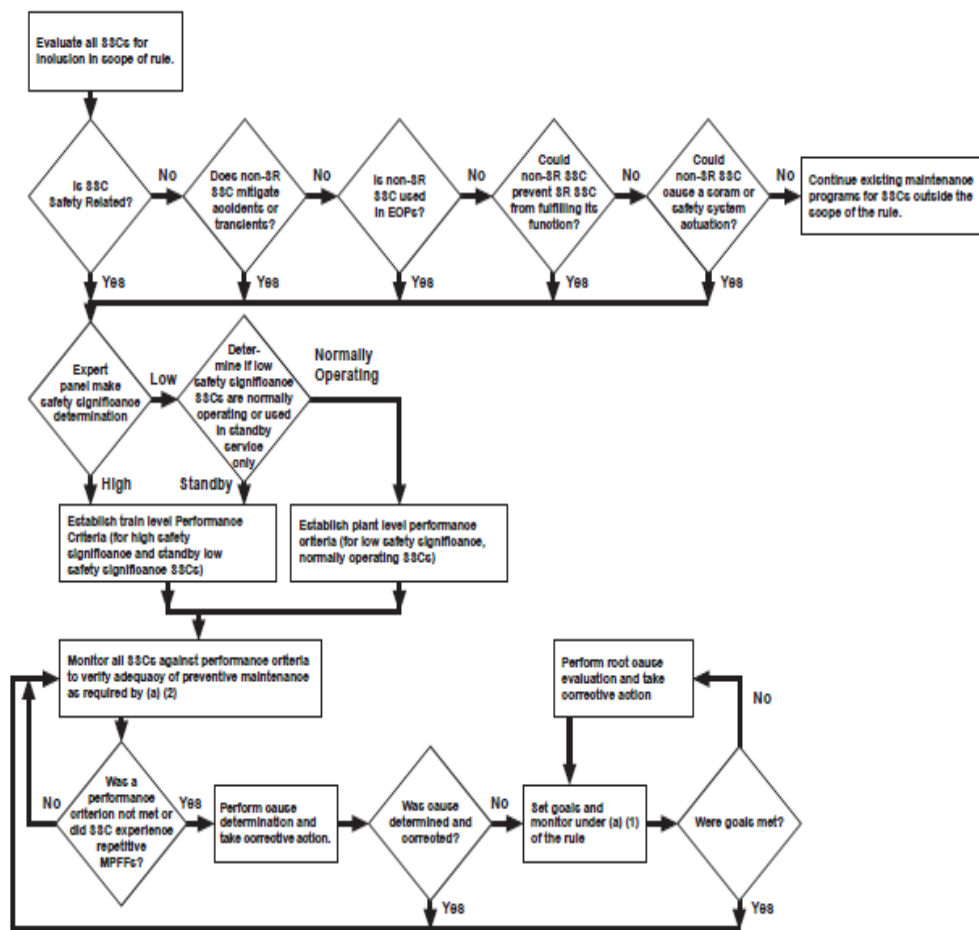 Evaluate all SSCs for
inclusion in scope of rule.
Is SSC
Safety Related?
No
Does non-SR
SSC mitigate
accidents or
transients?
No
Is non-SR
SSC used
in EOPs?
No
Could
non-SR SSC
prevent SR SSC
from fulfilling its
function?
No
Could
non-SR SSC
cause a scram or
safety system
actuation?
No
Continue existing maintenance
programs for SSCs outside the
scope of the rule.
Yes
Yes
Yes
Yes
Yes
Expert
panel make
safety significance
determination
Low
Deter-
mine if low
safety significance
SSCs are normally
operating or used
in standby
service
only
Normally
Operating
High
Standby
Establish train level Performance
Criteria (for high safety
significance and standby low
safety significance SSCs)
Establish plant level performance
criteria (for low safety significance,
normally operating SSCs)
Monitor all SSCs against performance criteria
to verify adequacy of preventive maintenance
as required by (a) (2)
Perform root cause
evaluation and take
corrective action
No
No
Was a
performance
criterion not met or
did SSC experience
repetitive
MPFFs?
Yes
Perform cause
determination and
take corrective action.
Was cause
determined and
corrected?
No
Set goals and
monitor under (a) (1)
of the rule
Were goals met?
Yes
Yes